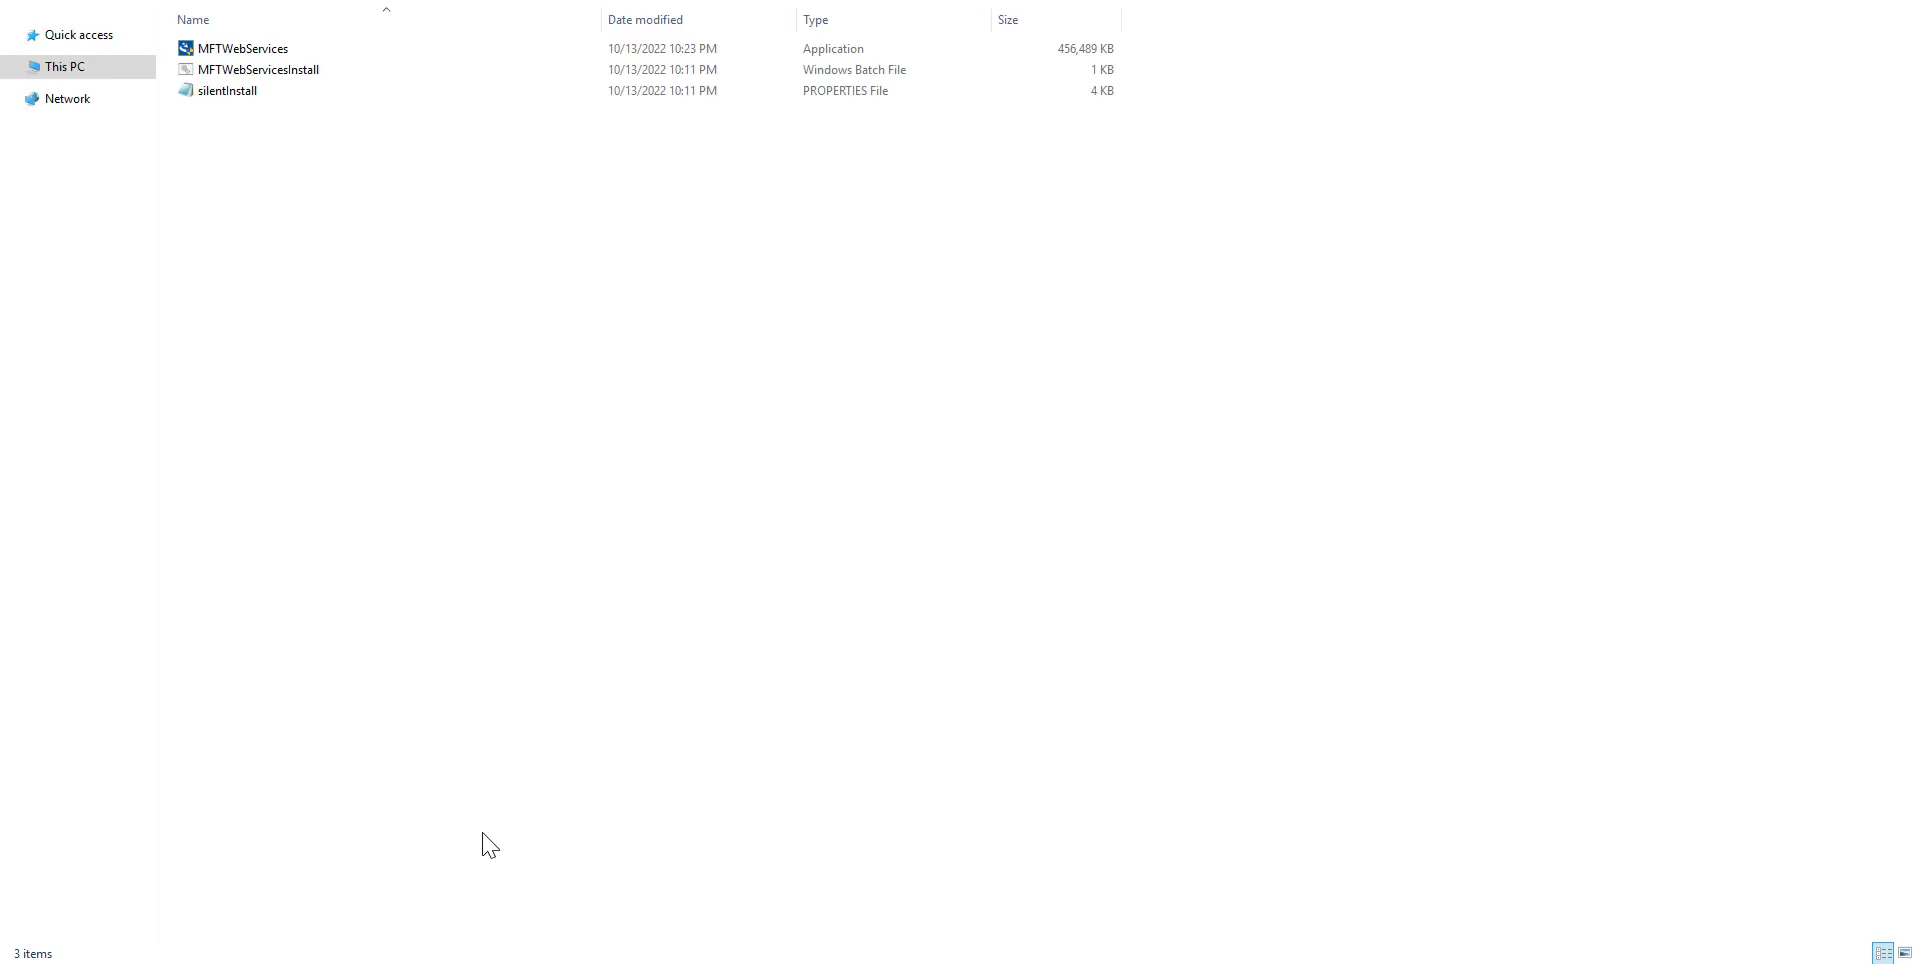 Name Date modified Type Size
Quick access
This PC
Network
MFTWebServices 10/13/2022 10:23 PM Application 456,489 KB
MFTWebServicesInstall 10/13/2022 10:11 PM Windows Batch File 1 KB
silentInstall 10/13/2022 10:11 PM PROPERTIES File 4 KB
3 items